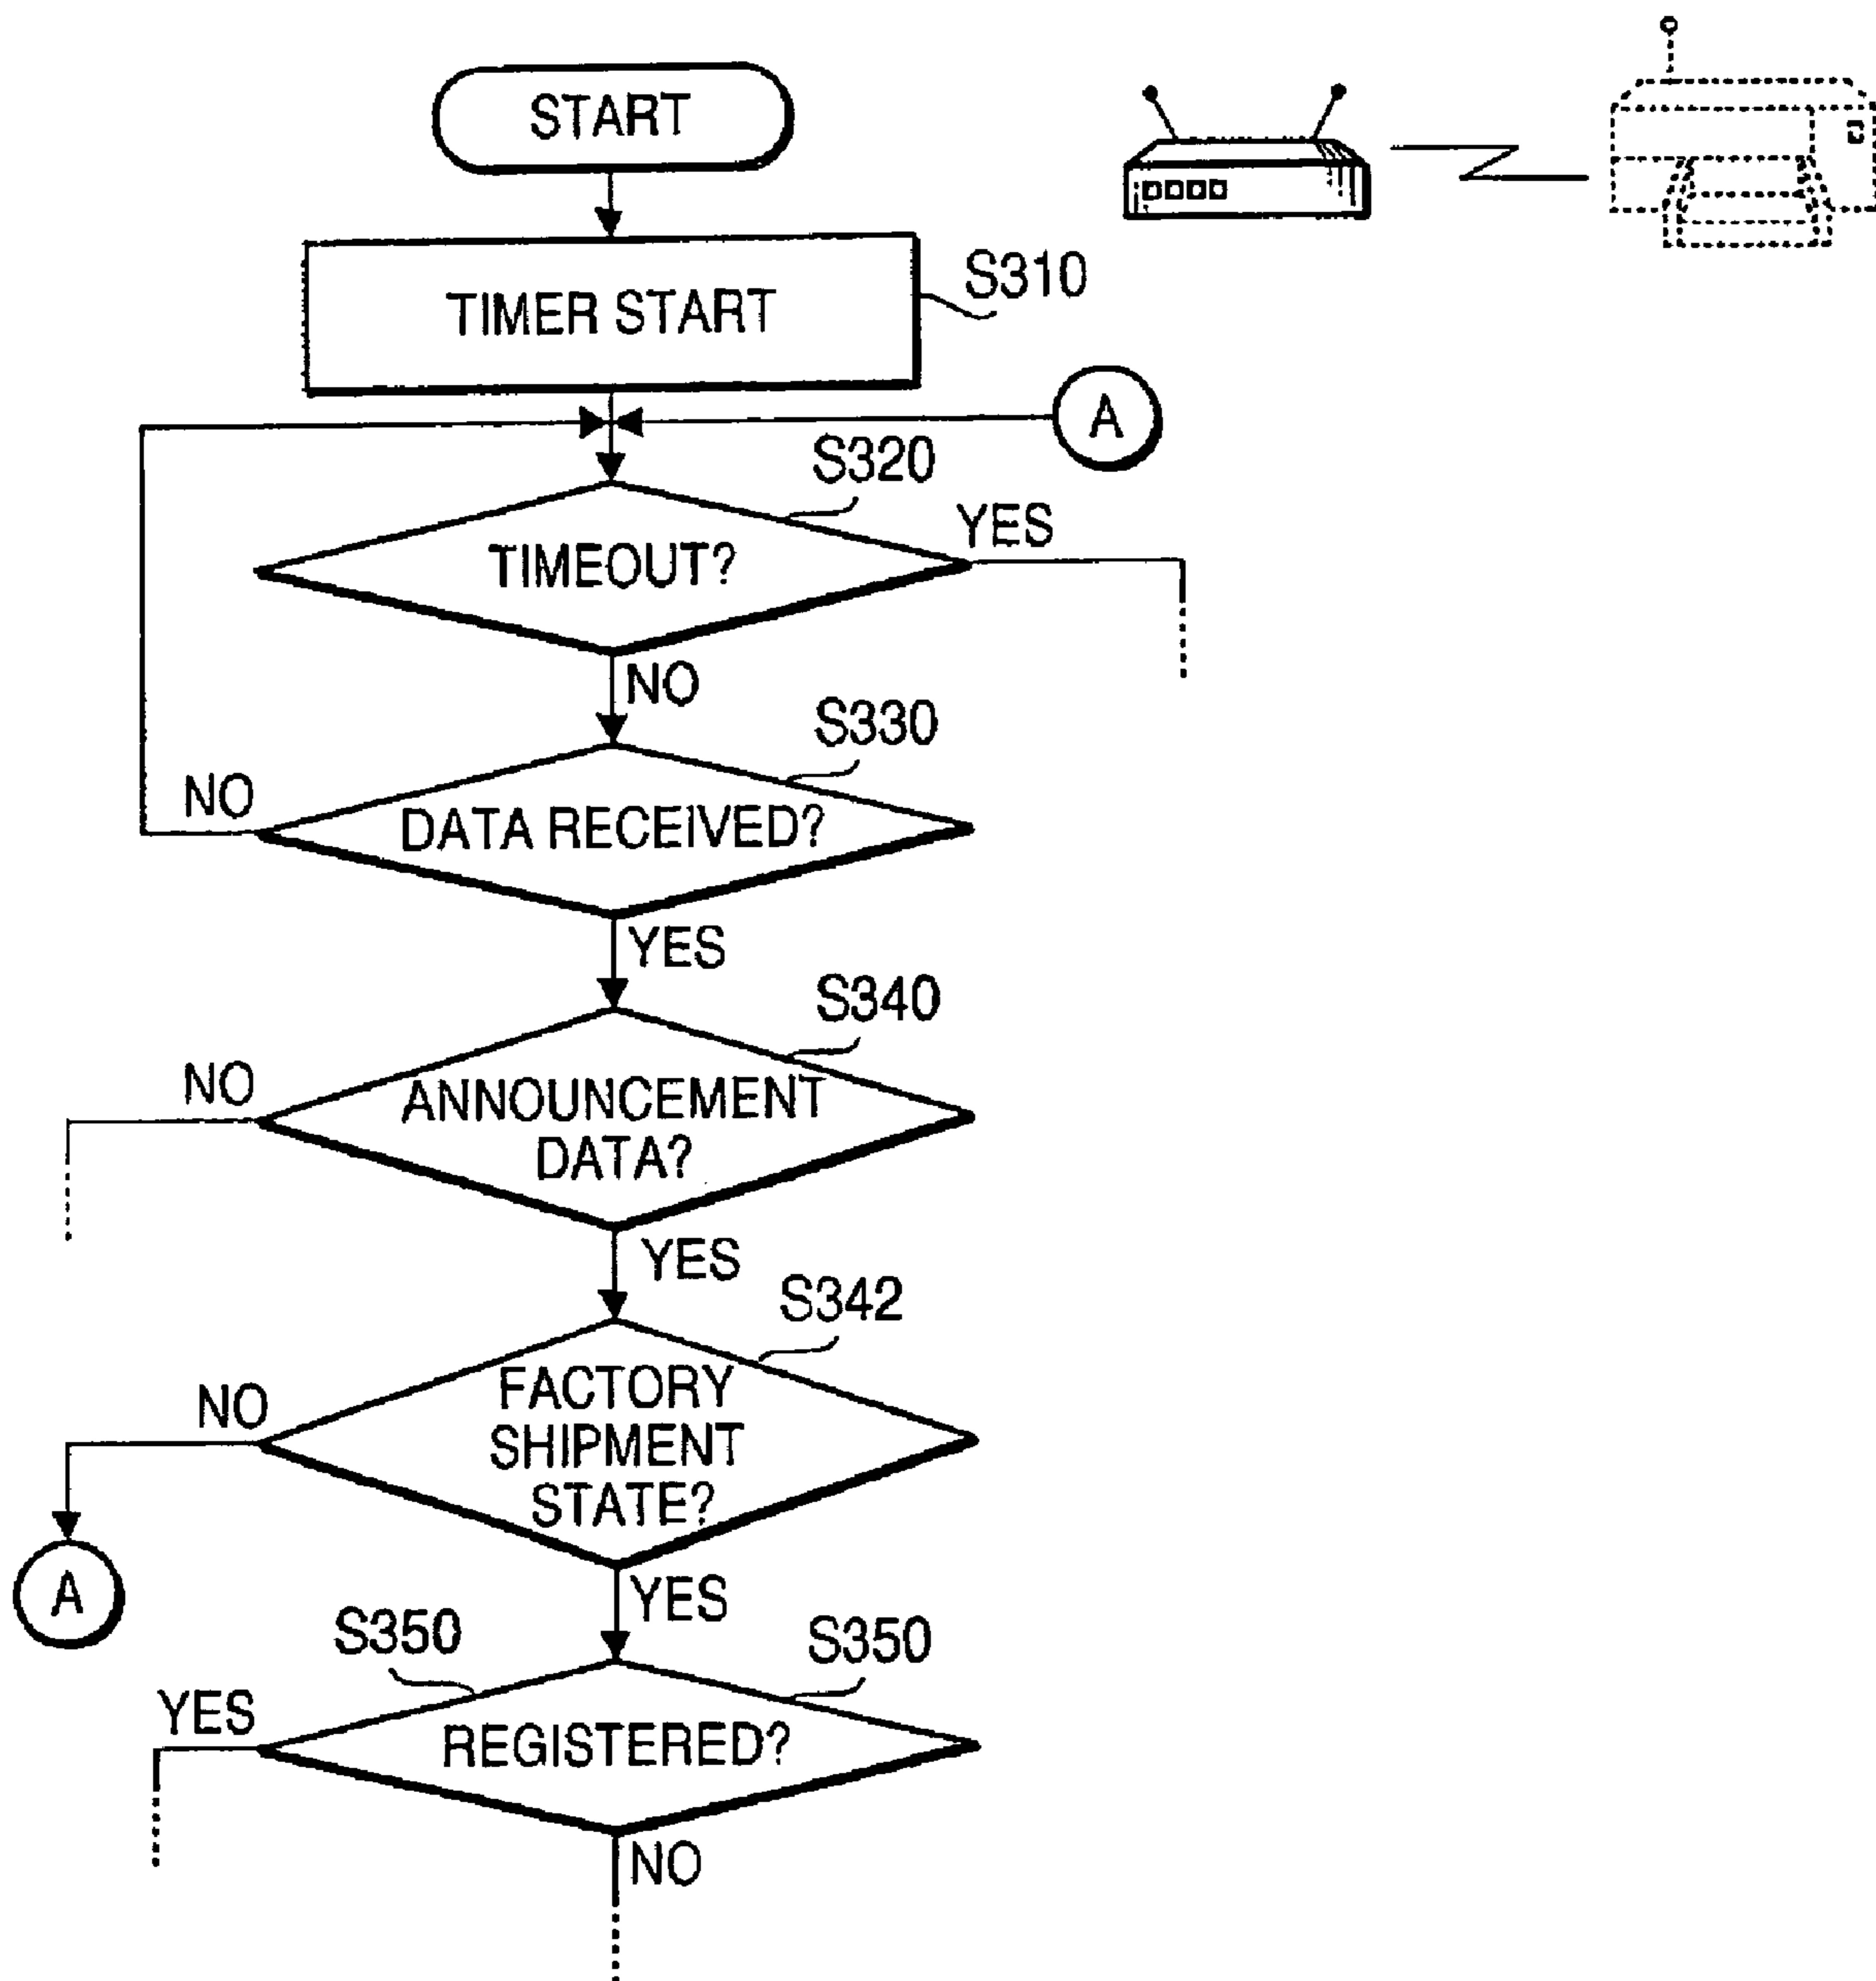 START
TIMER START
S310
A
S320
TIMEOUT?
YES
NO
S330
NO
DATA RECEIVED?
YES
S340
NO
ANNOUNCEMENT
DATA?
YES
S342
NO
FACTORY
SHIPMENT
STATE?
A
YES
S350
S350
YES
REGISTERED?
NO